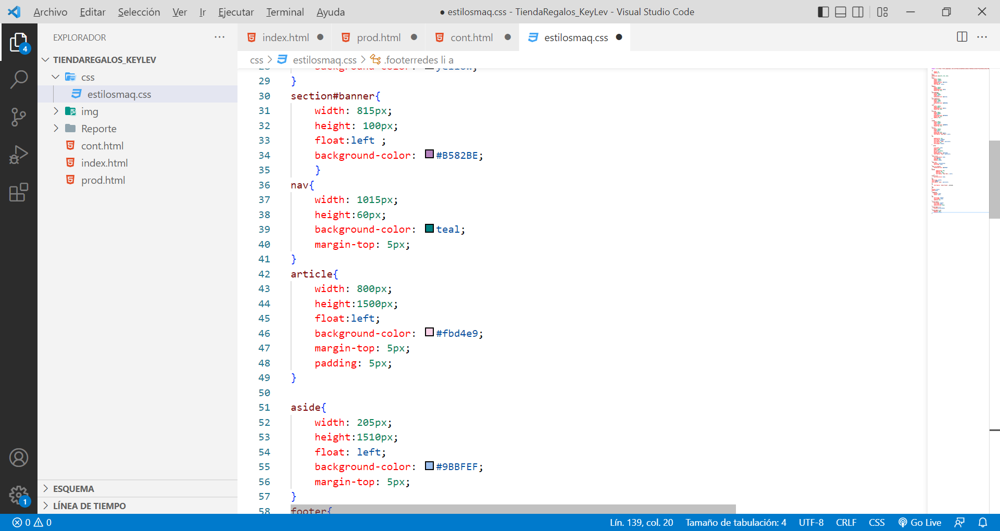 Archivo Editar Selección Ver Ir Ejecutar Terminal Ayuda ● estilosmaq.css - TiendaRegalos_KeyLev - Visual Studio Code
EXPLORADOR
index.html prod.html cont.html estilosmaq.css
4
TIENDAREGALOS_KEYLEV
css
estilosmaq.css
img
Reporte
cont.html
index.html
prod.html
ESQUEMA
LÍNEA DE TIEMPO
1
css > estilosmaq.css > .footerredes li a
28 background-color: yellow;
29 }
30 section#banner{
31 width: 815px;
32 height: 100px;
33 float:left ;
34 background-color: #B582BE;
35 }
36 nav{
37 width: 1015px;
38 height:60px;
39 background-color: teal;
40 margin-top: 5px;
41 }
42 article{
43 width: 800px;
44 height:1500px;
45 float:left;
46 background-color: #fbd4e9;
47 margin-top: 5px;
48 padding: 5px;
49 }
50
51 aside{
52 width: 205px;
53 height:1510px;
54 float: left;
55 background-color: #9BBFEF;
56 margin-top: 5px;
57 }
58 footer{
0 0 Lín. 139, col. 20 Tamaño de tabulación: 4 UTF-8 CRLF CSS Go Live